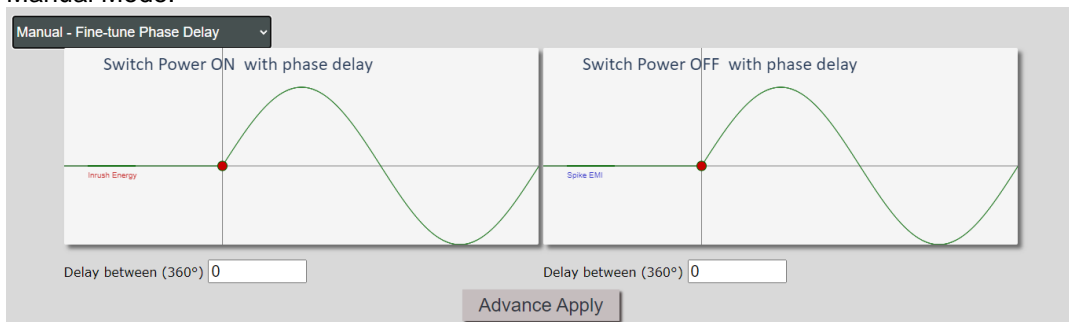 Manual Mode:
Manual - Fine-tune Phase Delay
Switch Power ON with phase delay
Switch Power OFF with phase delay
Inrush Energy
Spike EMI
Delay between (360°) 0
Delay between (360°) 0
Advance Apply